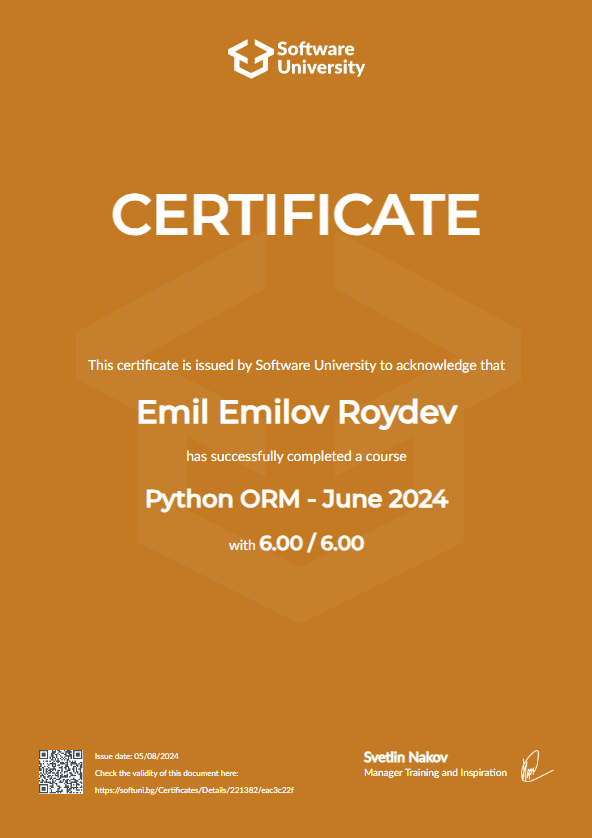 Software
University
CERTIFICATE
This certificate is issued by Software University to acknowledge that
Emil Emilov Roydev
has successfully completed a course
Python ORM - June 2024
with 6.00 / 6.00
Issue date: 05/08/2024
Check the validity of this document here:
https://softuni.bg/Certificates/Details/221382/eac3c22f
Svetlin Nakov
Manager Training and Inspiration